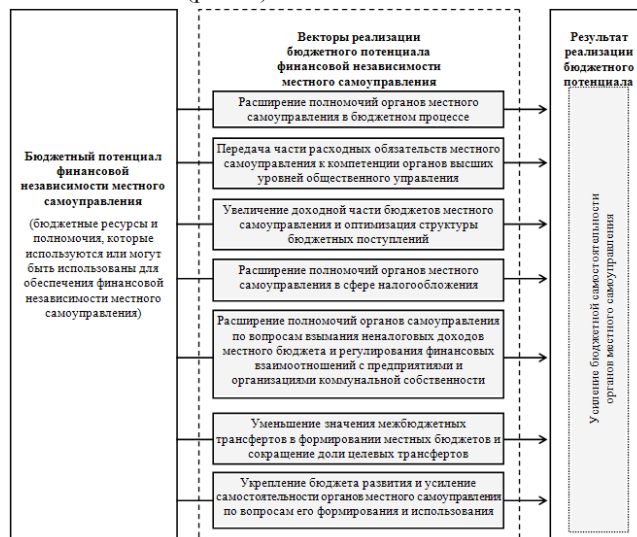 Бюджетный потенциал
финансовой
независимости местного
самоуправления
(бюджетные ресурсы и
полномочия, которые
используются или могут
быть использованы для
обеспечения финансовой
независимости местного
самоуправления)
Векторы реализации
бюджетного потенциала
финансовой независимости
местного самоуправления
Расширение полномочий органов местного
самоуправления в бюджетном процессе
Передача части расходных обязательств местного
самоуправления к компетенции органов высших
уровней общественного управления
Увеличение доходной части бюджетов местного
самоуправления и оптимизация структуры
бюджетных поступлений
Расширение полномочий органов местного
самоуправления в сфере налогообложения
Расширение полномочий органов самоуправления
по вопросам взымания неналоговых доходов
местного бюджета и регулирования финансовых
взаимоотношений с предприятиями и
организациями коммунальной собственности
Уменьшение значения межбюджетных
трансфертов в формировании местных бюджетов и
сокращение доли целевых трансфертов
Укрепление бюджета развития и усиление
самостоятельности органов местного самоуправления
по вопросам его формирования и использования
Результат
реализации
бюджетного
потенциала
Усиление бюджетной самостоятельности
органов местного самоуправления